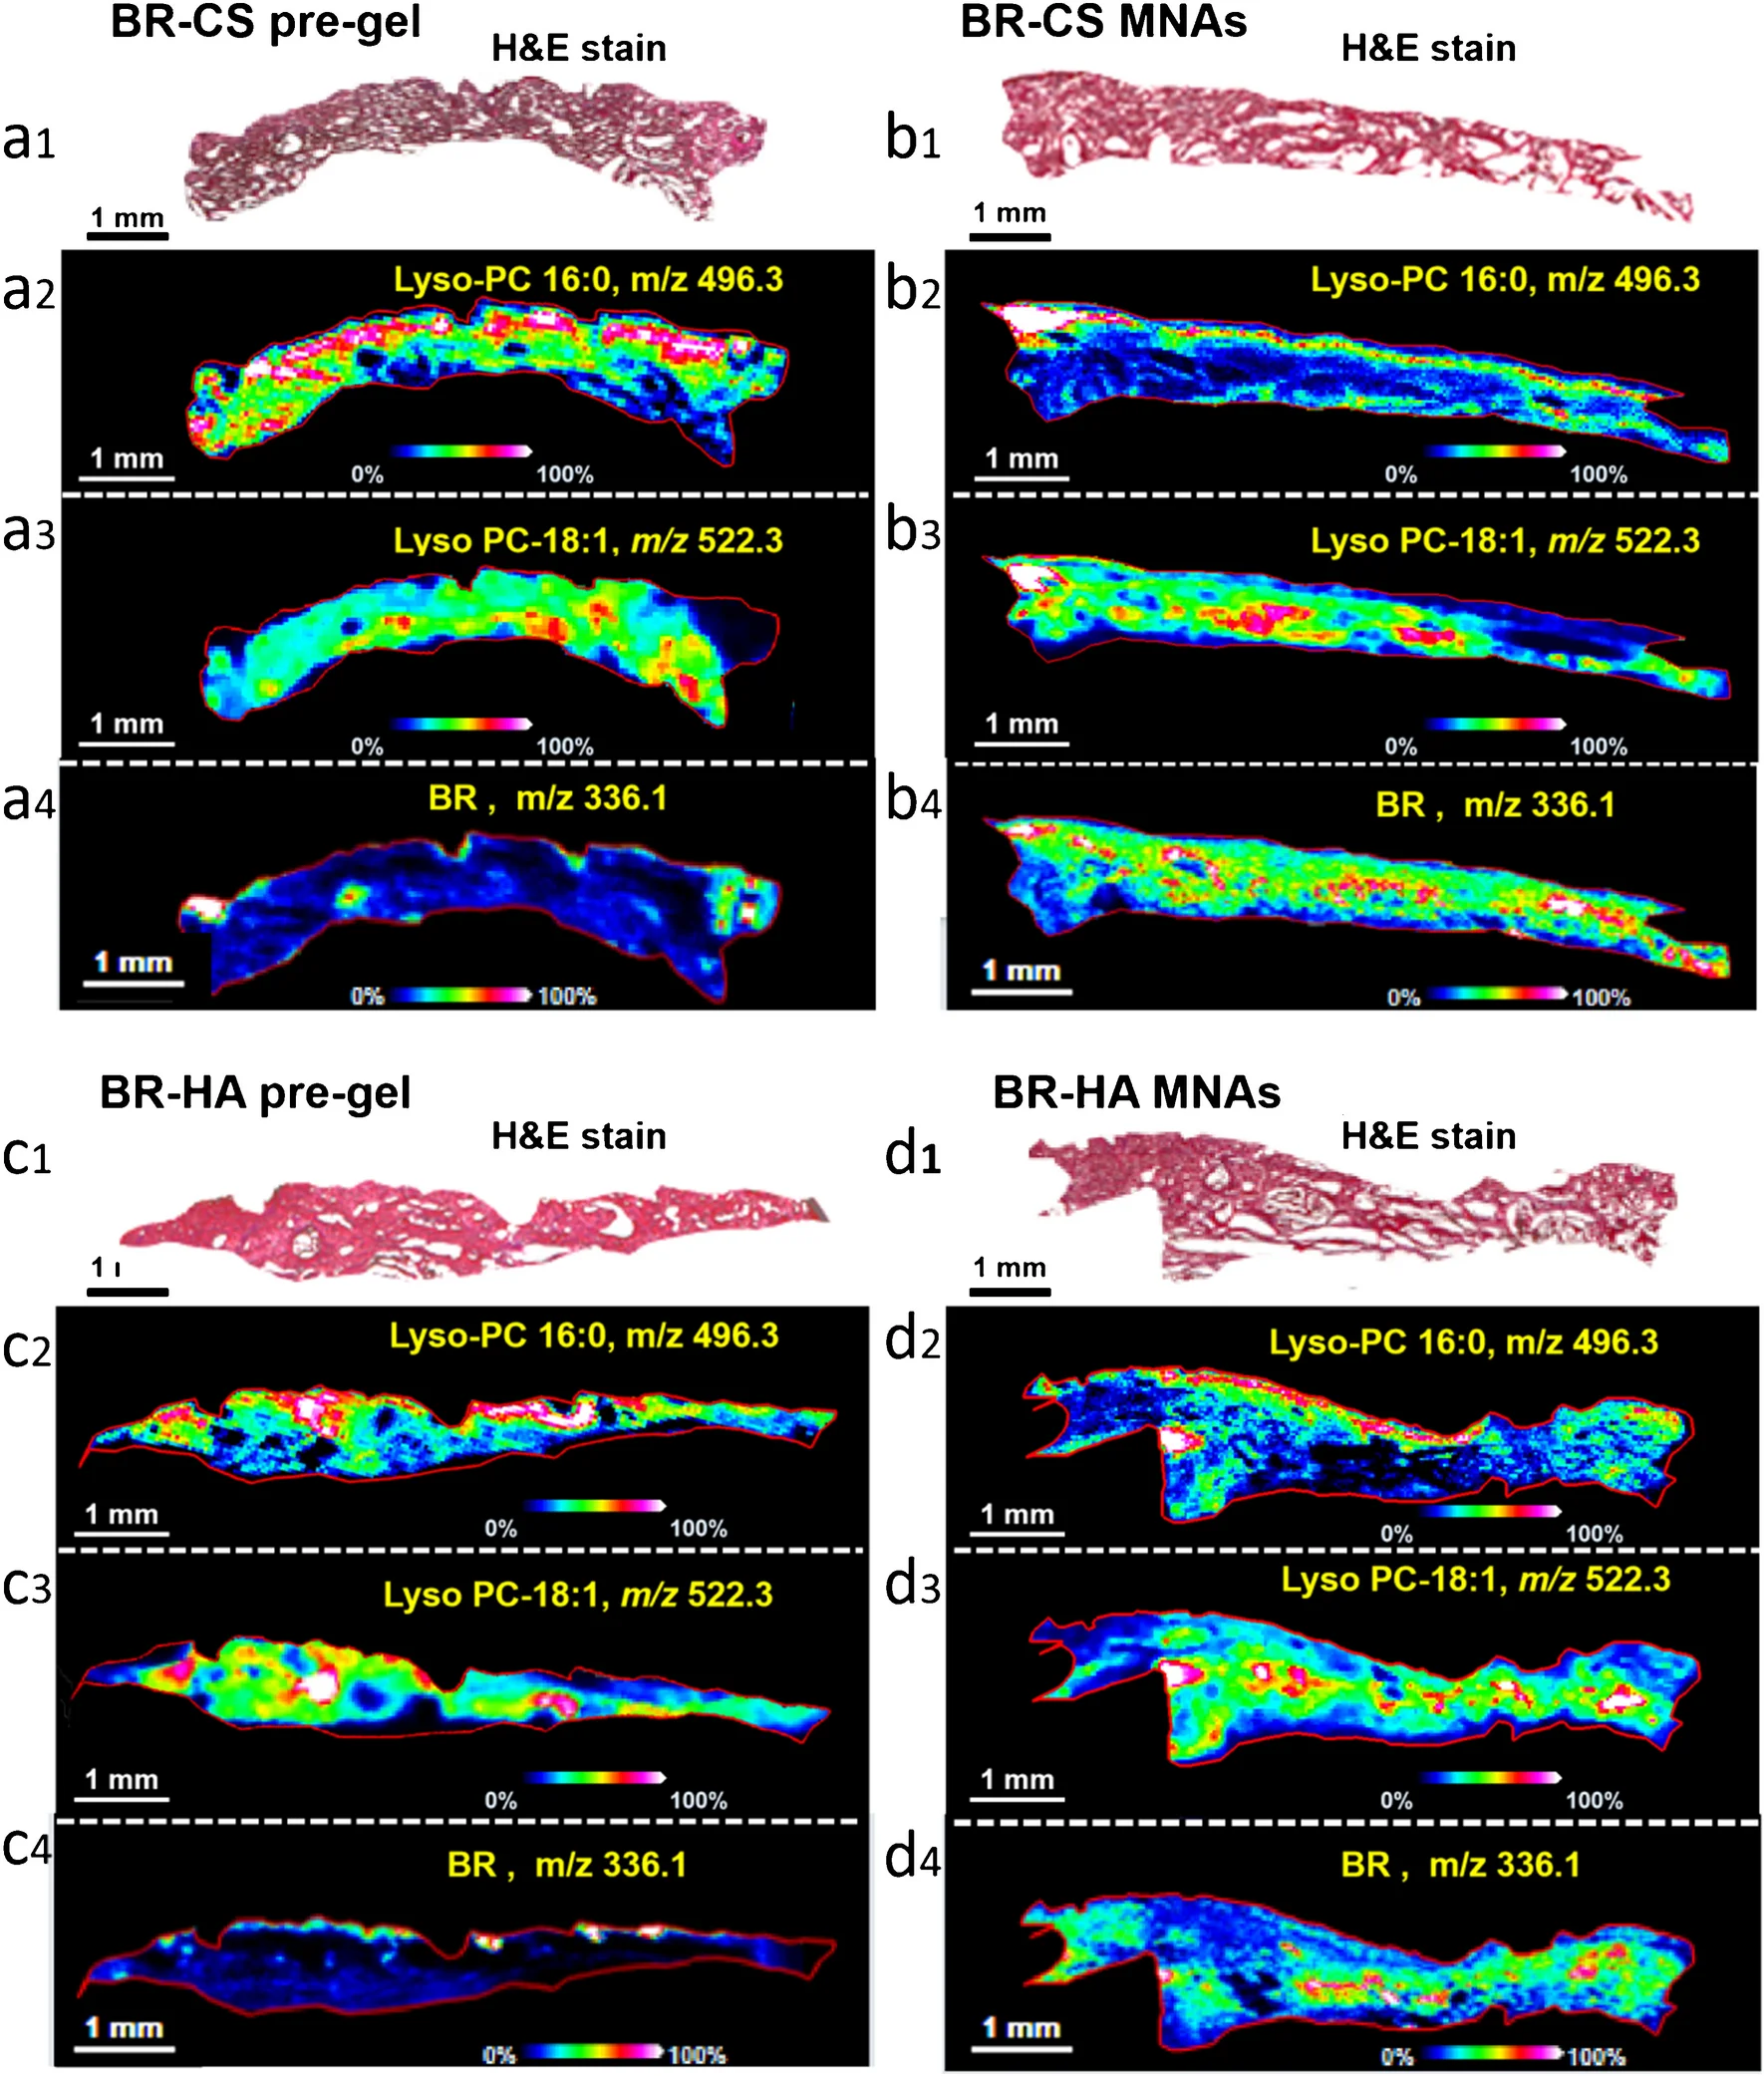 BR-CS pre-gel
H&E stain
a1
1 mm
a2
Lyso-PC 16:0, m/z 496.3
1 mm
0% 100%
a3
Lyso PC-18:1, m/z 522.3
1 mm
0% 100%
a4
BR , m/z 336.1
1 mm
0% 100%
BR-CS MNAs
H&E stain
b1
1 mm
b2
Lyso-PC 16:0, m/z 496.3
1 mm
0% 100%
b3
Lyso PC-18:1, m/z 522.3
1 mm
0% 100%
b4
BR , m/z 336.1
1 mm
0% 100%
BR-HA pre-gel
H&E stain
c1
1
c2
Lyso-PC 16:0, m/z 496.3
1 mm
0% 100%
c3
Lyso PC-18:1, m/z 522.3
1 mm
0% 100%
c4
BR , m/z 336.1
1 mm
0% 100%
BR-HA MNAs
H&E stain
d1
1 mm
d2
Lyso-PC 16:0, m/z 496.3
1 mm
0% 100%
d3
Lyso PC-18:1, m/z 522.3
1 mm
0% 100%
d4
BR , m/z 336.1
1 mm
0% 100%